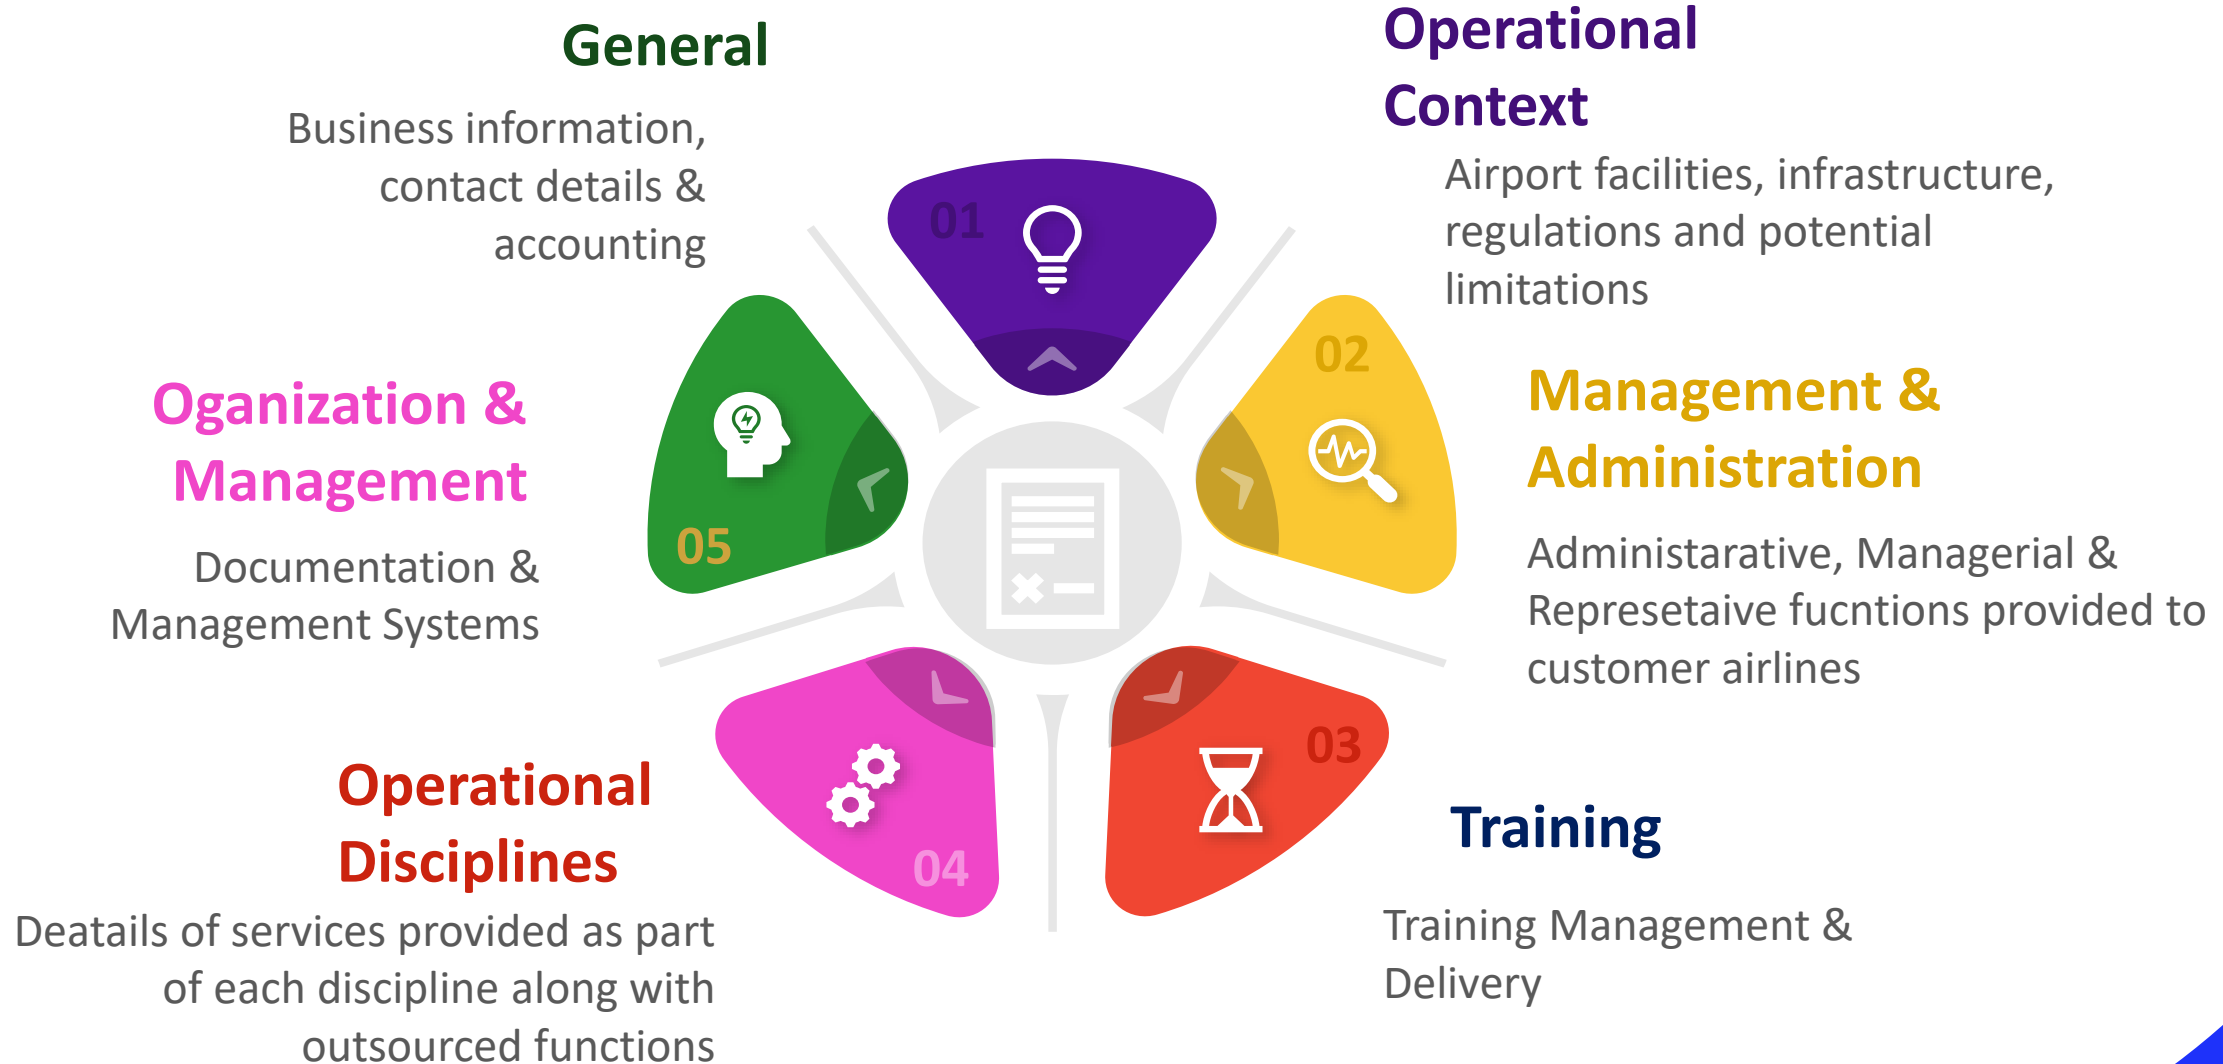 General
Business information,
contact details &
accounting
Operational
Context
Airport facilities, infrastructure,
regulations and potential
limitations
01
02
Oganization &
Management
Documentation &
Management Systems
05
Management &
Administration
Administarative, Managerial &
Represetaive fucntions provided to
customer airlines
Operational
Disciplines
Deatails of services provided as part
of each discipline along with
outsourced functions
04
03
Training
Training Management &
Delivery